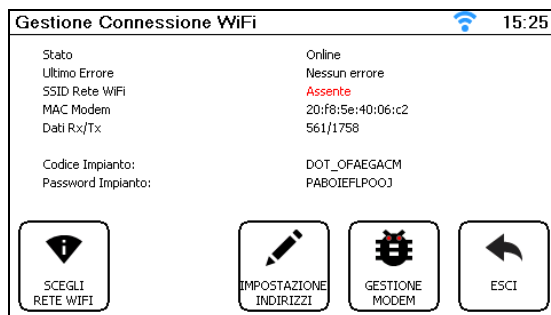 Gestione Connessione WiFi 15:25
Stato Online
Ultimo Errore Nessun errore
SSID Rete WiFi Assente
MAC Modem 20:f8:5e:40:06:c2
Dati Rx/Tx 561/1758
Codice Impianto: DOT_OFAEGACM
Password Impianto: PABOIEFLPOOJ
SCEGLI
RETE WIFI
IMPOSTAZIONE
INDIRIZZI
GESTIONE
MODEM
ESCI